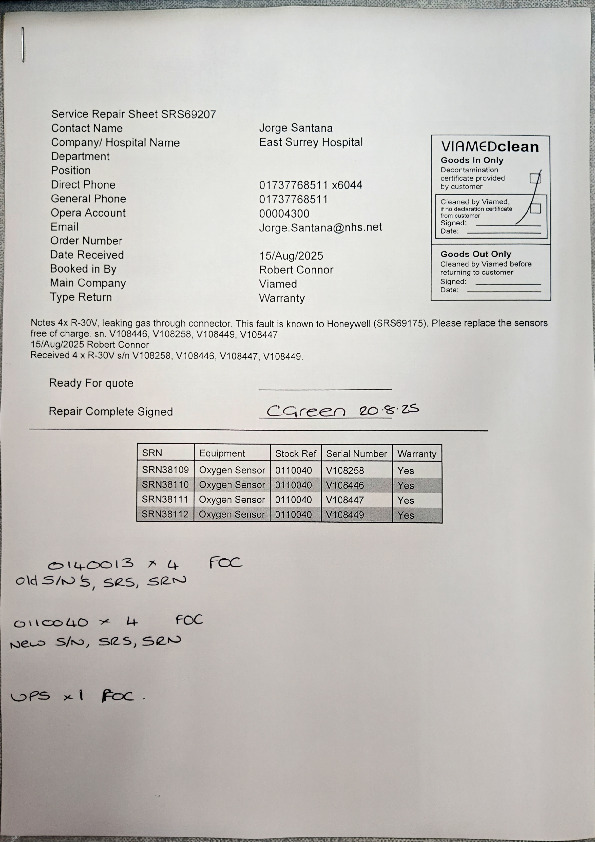 Service Repair Sheet SRS69207
Contact Name Jorge Santana
Company/ Hospital Name East Surrey Hospital
Department
Position
Direct Phone 01737768511 x6044
General Phone 01737768511
Opera Account 00004300
Email Jorge.Santana@nhs.net
Order Number
Date Received 15/Aug/2025
Booked in By Robert Connor
Main Company Viamed
Type Return Warranty
VIAMEDclean
Goods In Only
Decontamination
certificate provided
by customer
Cleaned by Viamed,
if no declaration certificate
from customer
Signed:
Date:
Goods Out Only
Cleaned by Viamed before
returning to customer
Signed:
Date:
Notes 4x R-30V, leaking gas through connector. This fault is known to Honeywell (SRS69175). Please replace the sensors
free of charge. sn. V108446, V108258, V108449, V108447
15/Aug/2025 Robert Connor
Received 4 x R-30V s/n V108258, V108446, V108447, V108449.
Ready For quote
Repair Complete Signed CGreen 20.8.25
SRN Equipment Stock Ref Serial Number Warranty
SRN38109 Oxygen Sensor 0110040 V108258 Yes
SRN38110 Oxygen Sensor 0110040 V108446 Yes
SRN38111 Oxygen Sensor 0110040 V108447 Yes
SRN38112 Oxygen Sensor 0110040 V108449 Yes
0140013 x 4 FOC
old S/N'S, SRS, SRN
0110040 x 4 FOC
New S/N, SRS, SRN
UPS x 1 FOC.